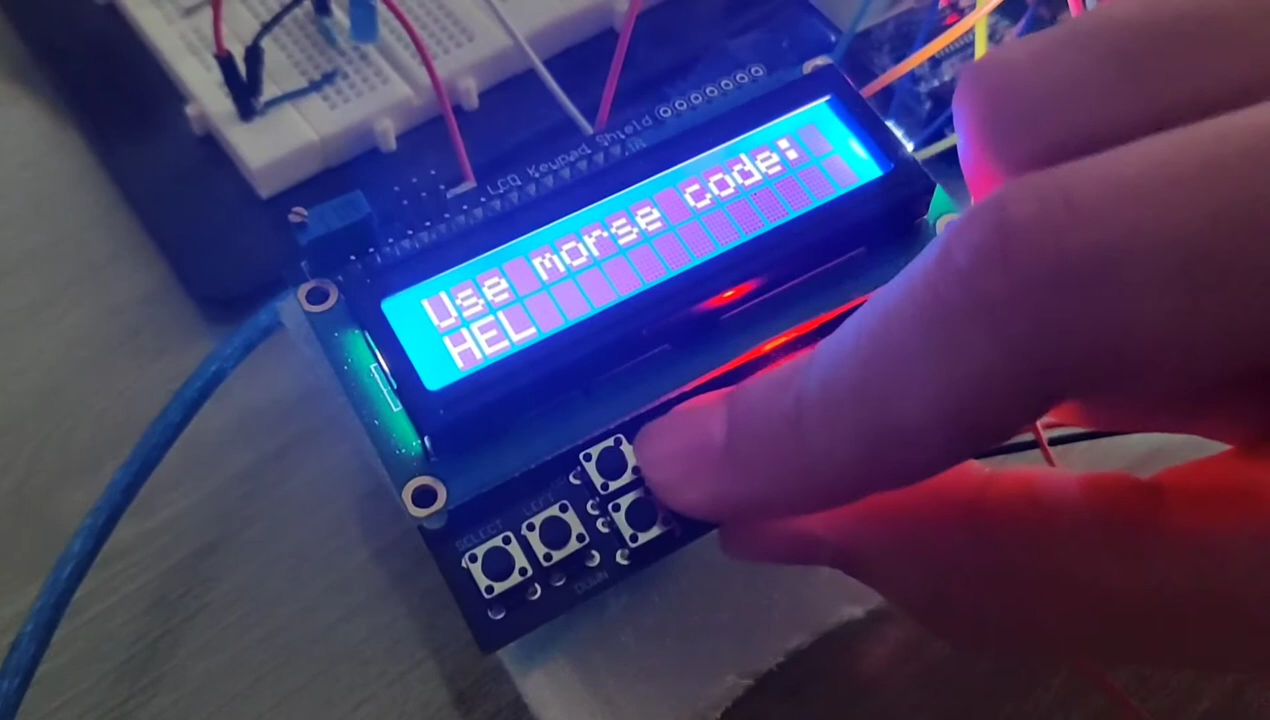 LCD Keypad Shield
Use morse code:
HEL
SELECT
LEFT
DOWN